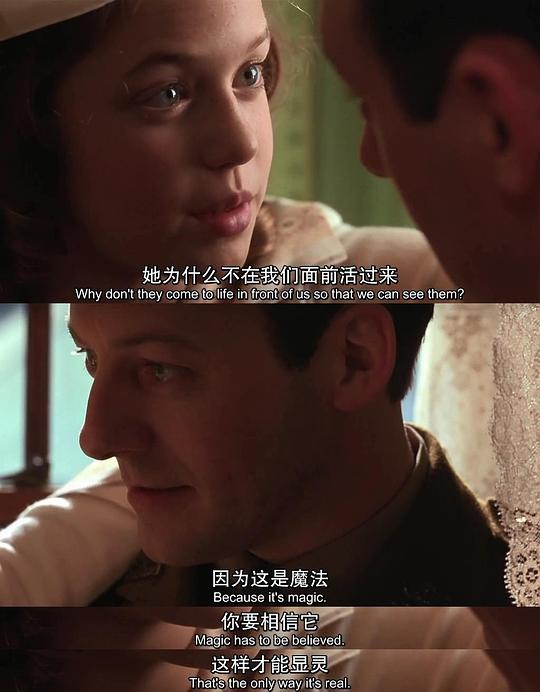 她为什么不在我们面前活过来
Why don't they come to life in front of us so that we can see them?
因为这是魔法
Because it's magic.
你要相信它
Magic has to be believed.
这样才能显灵
That's the only way it's real.